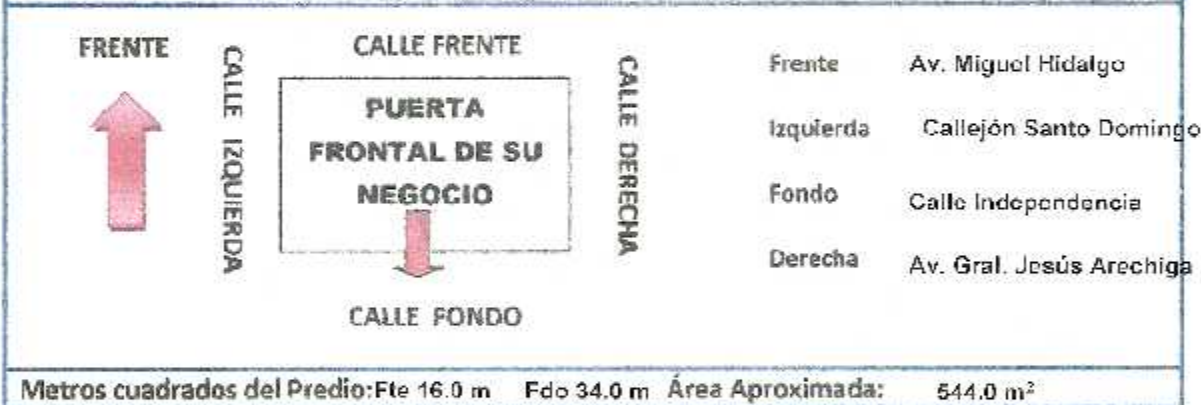 FRENTE
CALLE IZQUIERDA
CALLE FRENTE
PUERTA
FRONTAL DE SU
NEGOCIO
CALLE FONDO
CALLE DERECHA
Frente Av. Miguel Hidalgo
Izquierda Callejón Santo Domingo
Fondo Calle Independencia
Derecha Av. Gral. Jesús Arechiga
Metros cuadrados del Predio:Fte 16.0 m Fdo 34.0 m Área Aproximada: 544.0 m²